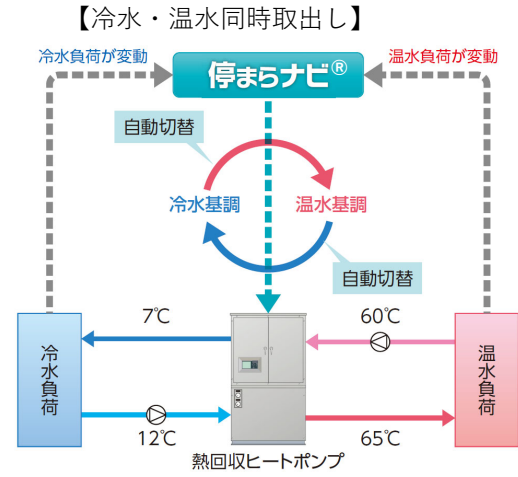 【冷水・温水同時取出し】
冷水負荷が変動
温水負荷が変動
停まらナビ®
自動切替
冷水基調
温水基調
自動切替
7℃
60℃
冷水負荷
温水負荷
12℃
65℃
熱回収ヒートポンプ